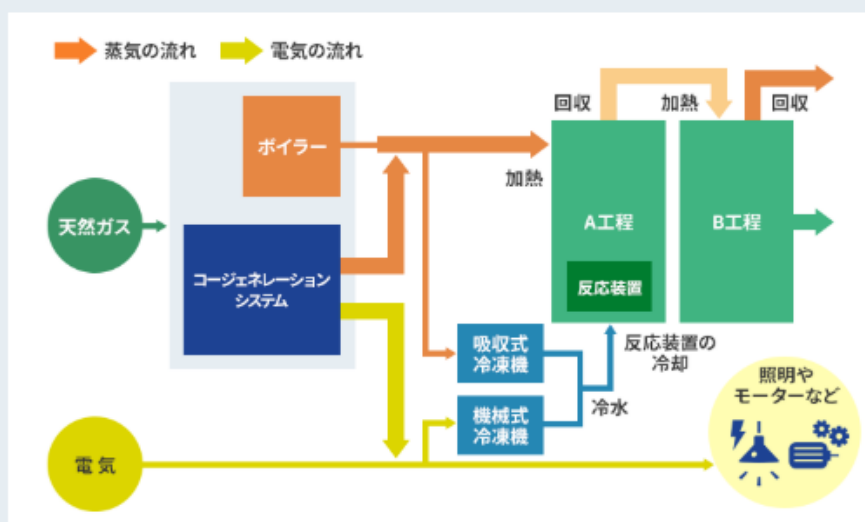 蒸気の流れ
電気の流れ
ボイラー
天然ガス
コージェネレーション
システム
加熱
回収
加熱
回収
A工程
B工程
反応装置
吸収式
冷凍機
機械式
冷凍機
冷水
反応装置の
冷却
照明や
モーターなど
電気